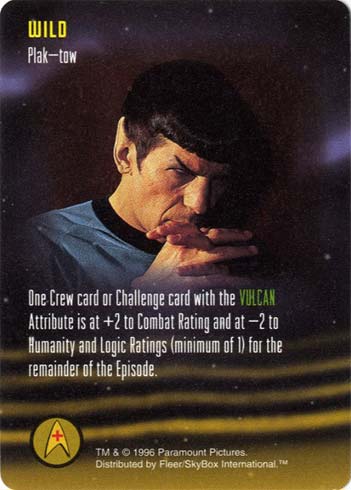 WILD
Plak–tow
One Crew card or Challenge card with the VULCAN
Attribute is at +2 to Combat Rating and at –2 to
Humanity and Logic Ratings (minimum of 1) for the
remainder of the Episode.
TM & © 1996 Paramount Pictures.
Distributed by Fleer/SkyBox International.™